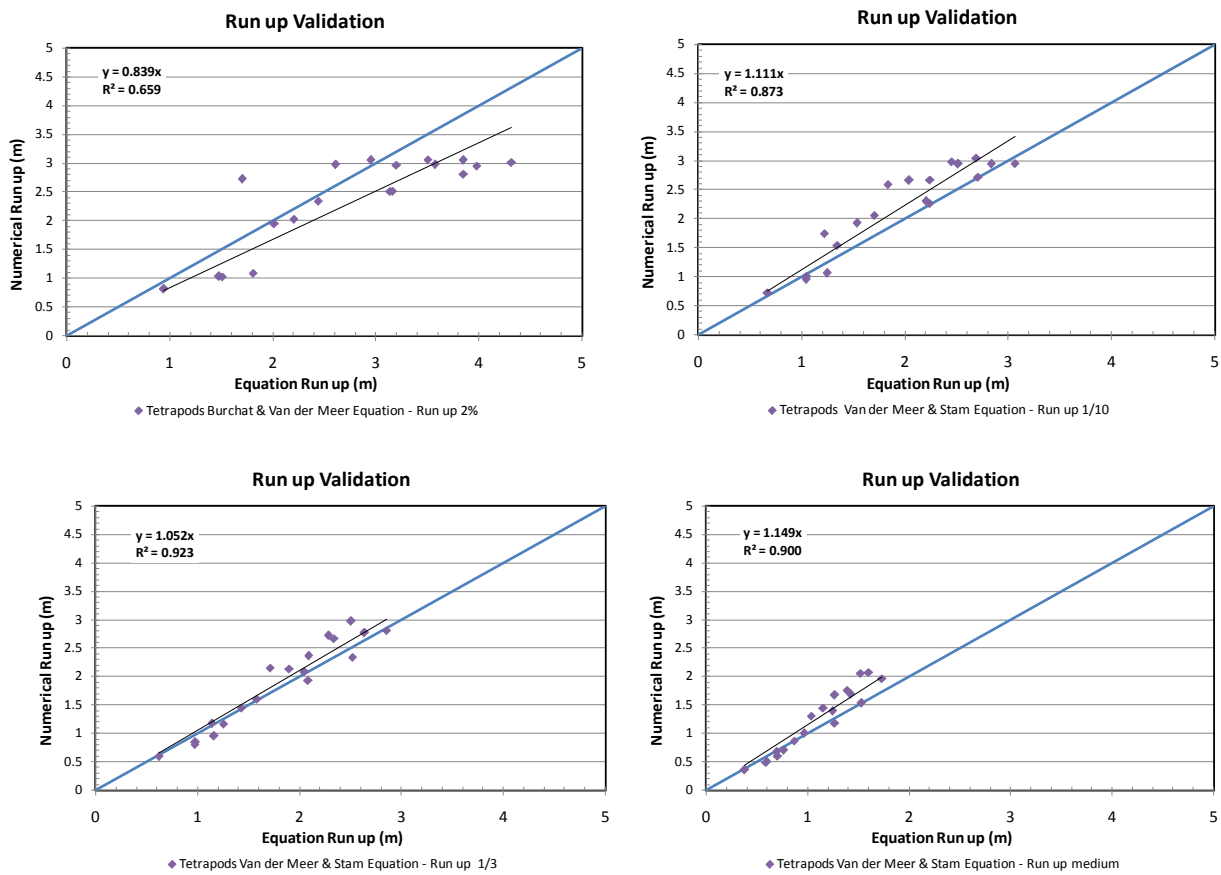 Run up Validation
5
4.5
4
3.5
3
2.5
2
1.5
1
0.5
0
y = 0.839x
R² = 0.659
Numerical Run up (m)
0 1 2 3 4 5
Equation Run up (m)
Tetrapods Burchat & Van der Meer Equation - Run up 2%
Run up Validation
5
4.5
4
3.5
3
2.5
2
1.5
1
0.5
0
y = 1.111x
R² = 0.873
Numerical Run up (m)
0 1 2 3 4 5
Equation Run up (m)
Tetrapods Van der Meer & Stam Equation - Run up 1/10
Run up Validation
5
4.5
4
3.5
3
2.5
2
1.5
1
0.5
0
y = 1.052x
R² = 0.923
Numerical Run up (m)
0 1 2 3 4 5
Equation Run up (m)
Tetrapods Van der Meer & Stam Equation - Run up 1/3
Run up Validation
5
4.5
4
3.5
3
2.5
2
1.5
1
0.5
0
y = 1.149x
R² = 0.900
Numerical Run up (m)
0 1 2 3 4 5
Equation Run up (m)
Tetrapods Van der Meer & Stam Equation - Run up medium